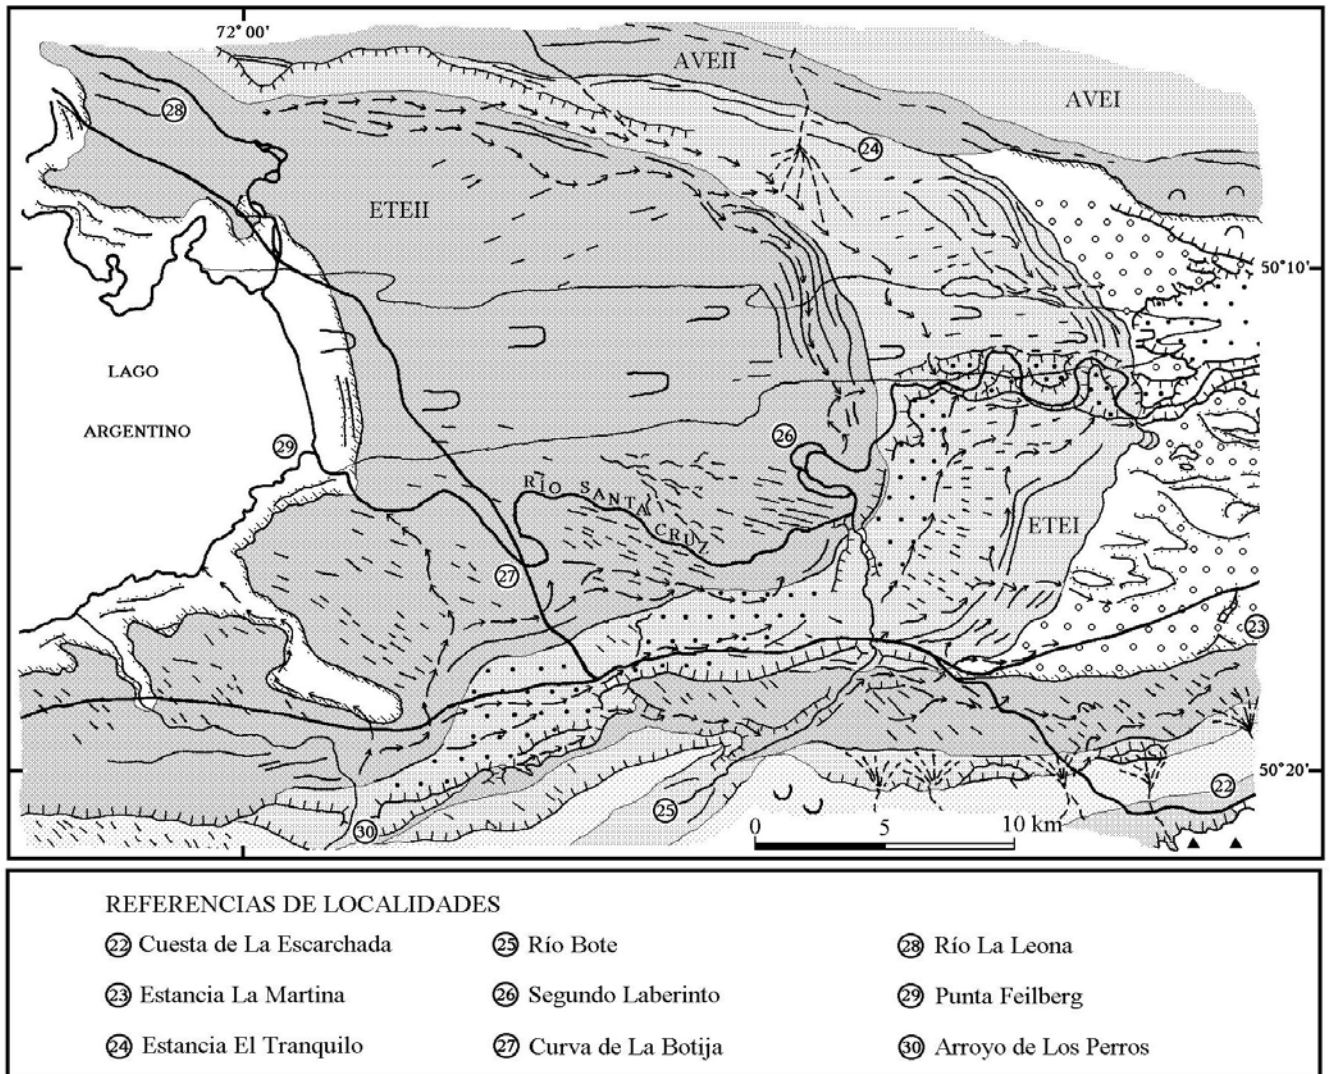 72° 00'
AVEII
AVEI
28
24
ETEII
50° 10'
LAGO
ARGENTINO
29
26
RÍO SANTA CRUZ
ETEI
27
23
50° 20'
22
25
30
0 5 10 km
REFERENCIAS DE LOCALIDADES
22 Cuesta de La Escarchada
25 Río Bote
28 Río La Leona
23 Estancia La Martina
26 Segundo Laberinto
29 Punta Feilberg
24 Estancia El Tranquilo
27 Curva de La Botija
30 Arroyo de Los Perros